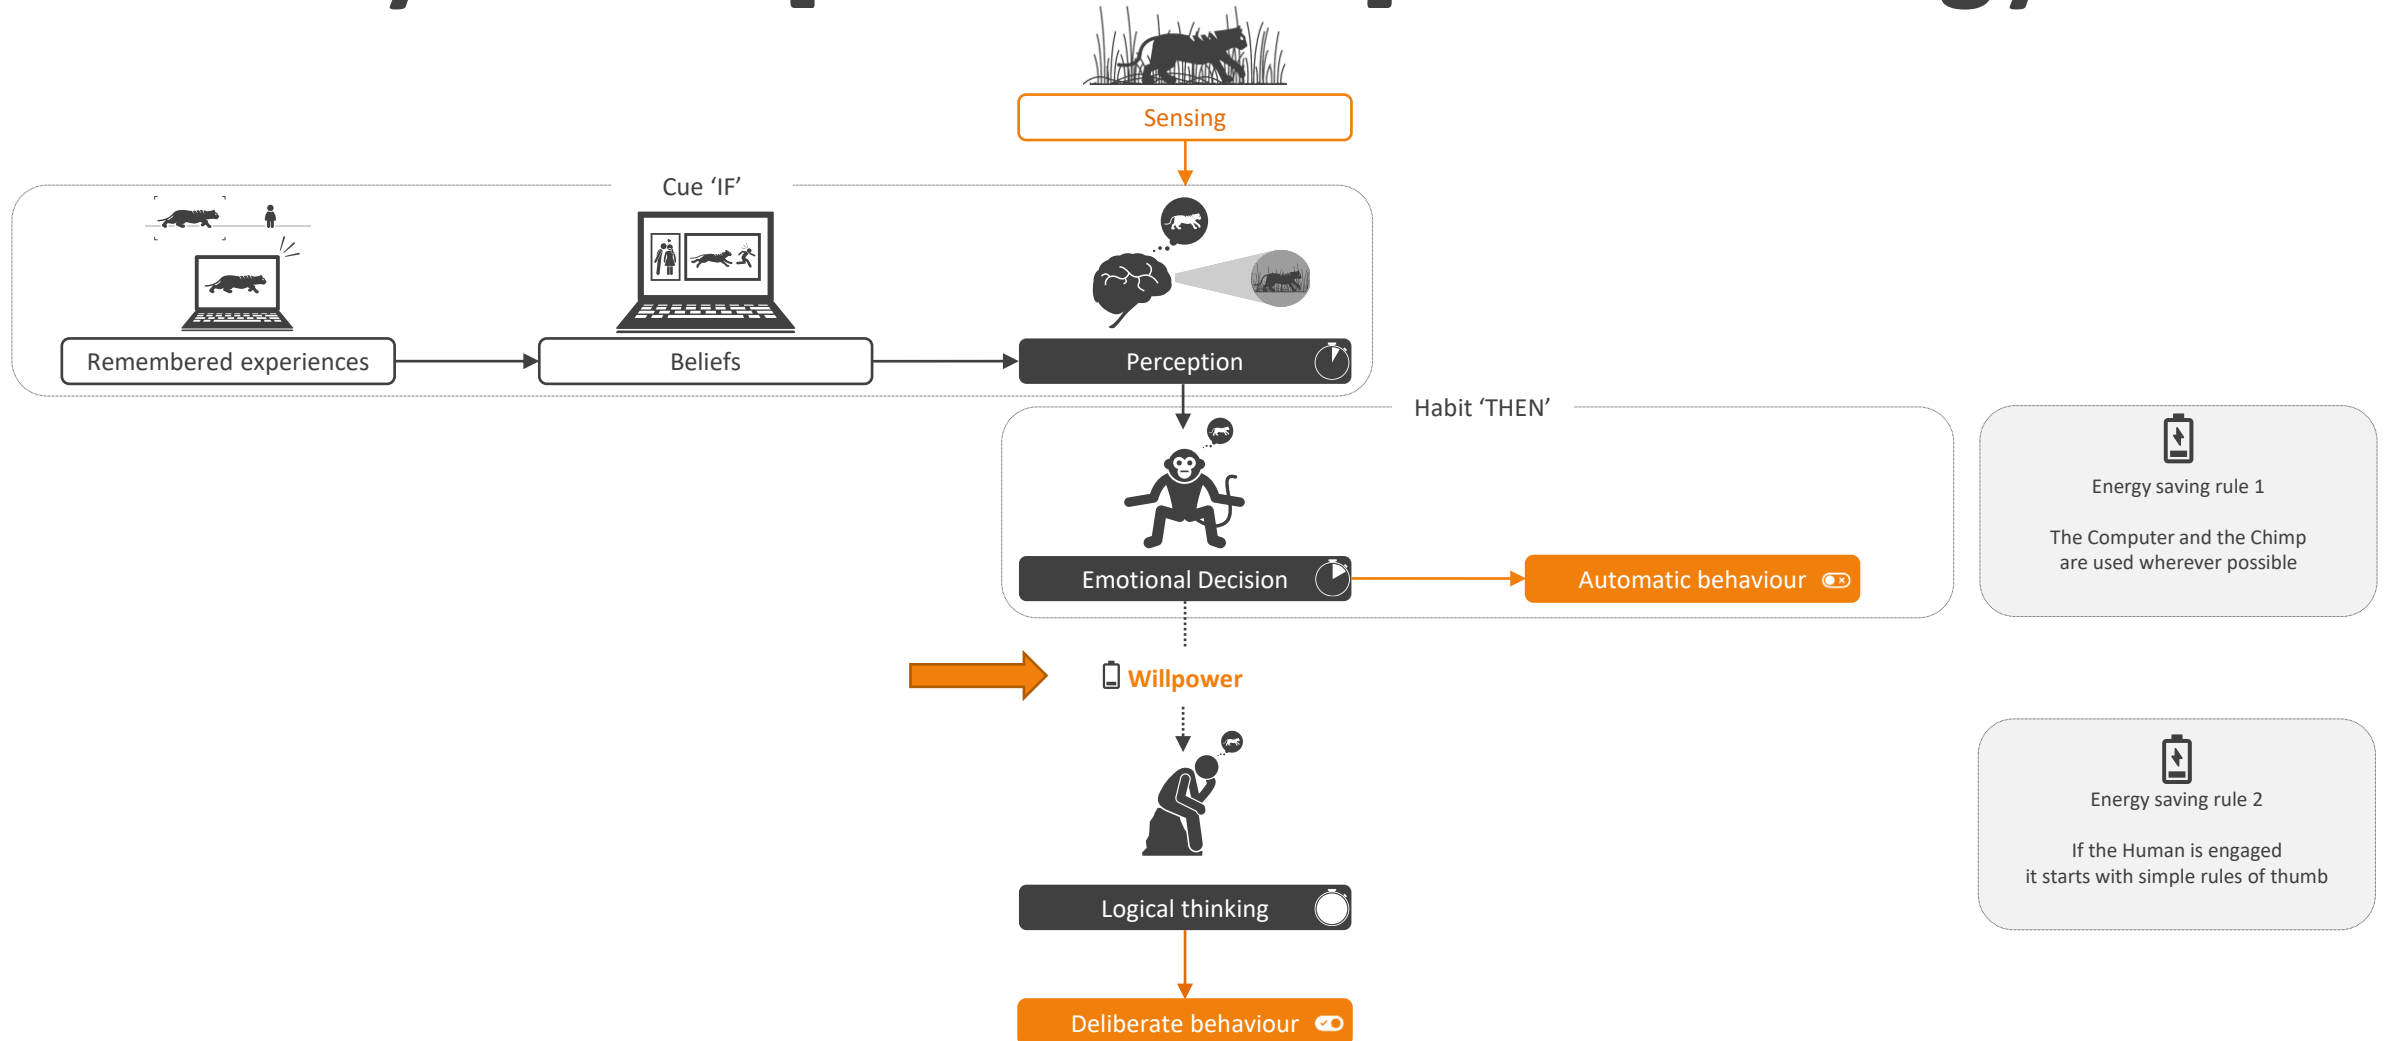 Sensing
Cue ‘IF’
Remembered experiences
Beliefs
Perception
Habit ‘THEN’
Emotional Decision
Automatic behaviour
Energy saving rule 1
The Computer and the Chimp
are used wherever possible
Willpower
Energy saving rule 2
If the Human is engaged
it starts with simple rules of thumb
Logical thinking
Deliberate behaviour